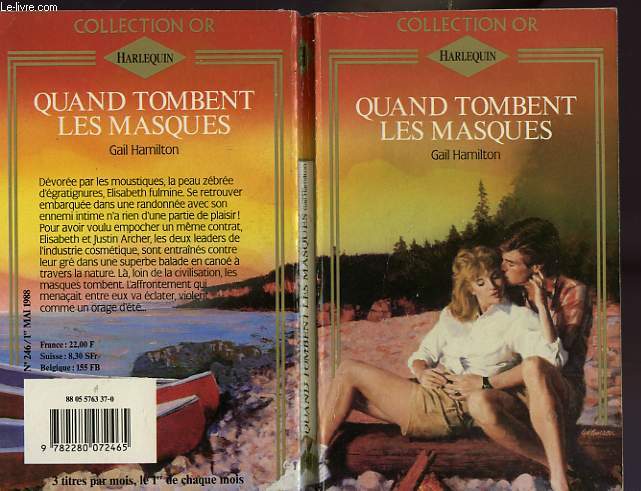 Le-livre.com
COLLECTION OR
HARLEQUIN
QUAND TOMBENT
LES MASQUES
Gail Hamilton
Dévorée par les moustiques, la peau zébrée
d'égratignures, Elisabeth fulmine. Se retrouver
embarquée dans une randonnée avec son
ennemi intime n'a rien d'une partie de plaisir !
Pour avoir voulu empocher un même contrat,
Elisabeth et Justin Archer, les deux leaders de
l'industrie cosmétique, sont entraînés contre
leur gré dans une superbe balade en canoë à
travers la nature. Là, loin de la civilisation, les
masques tombent. L'affrontement qui
menaçait entre eux va éclater, violent
comme un orage d'été...
N° 246/1er MAI 1988
France : 22,00 F
Suisse : 8,30 SFr
Belgique : 155 FB
88 05 5763 37-0
9 782280 072465
3 titres par mois, le 1er de chaque mois
QUAND TOMBENT LES MASQUES Gail Hamilton
COLLECTION OR
HARLEQUIN
QUAND TOMBENT
LES MASQUES
Gail Hamilton